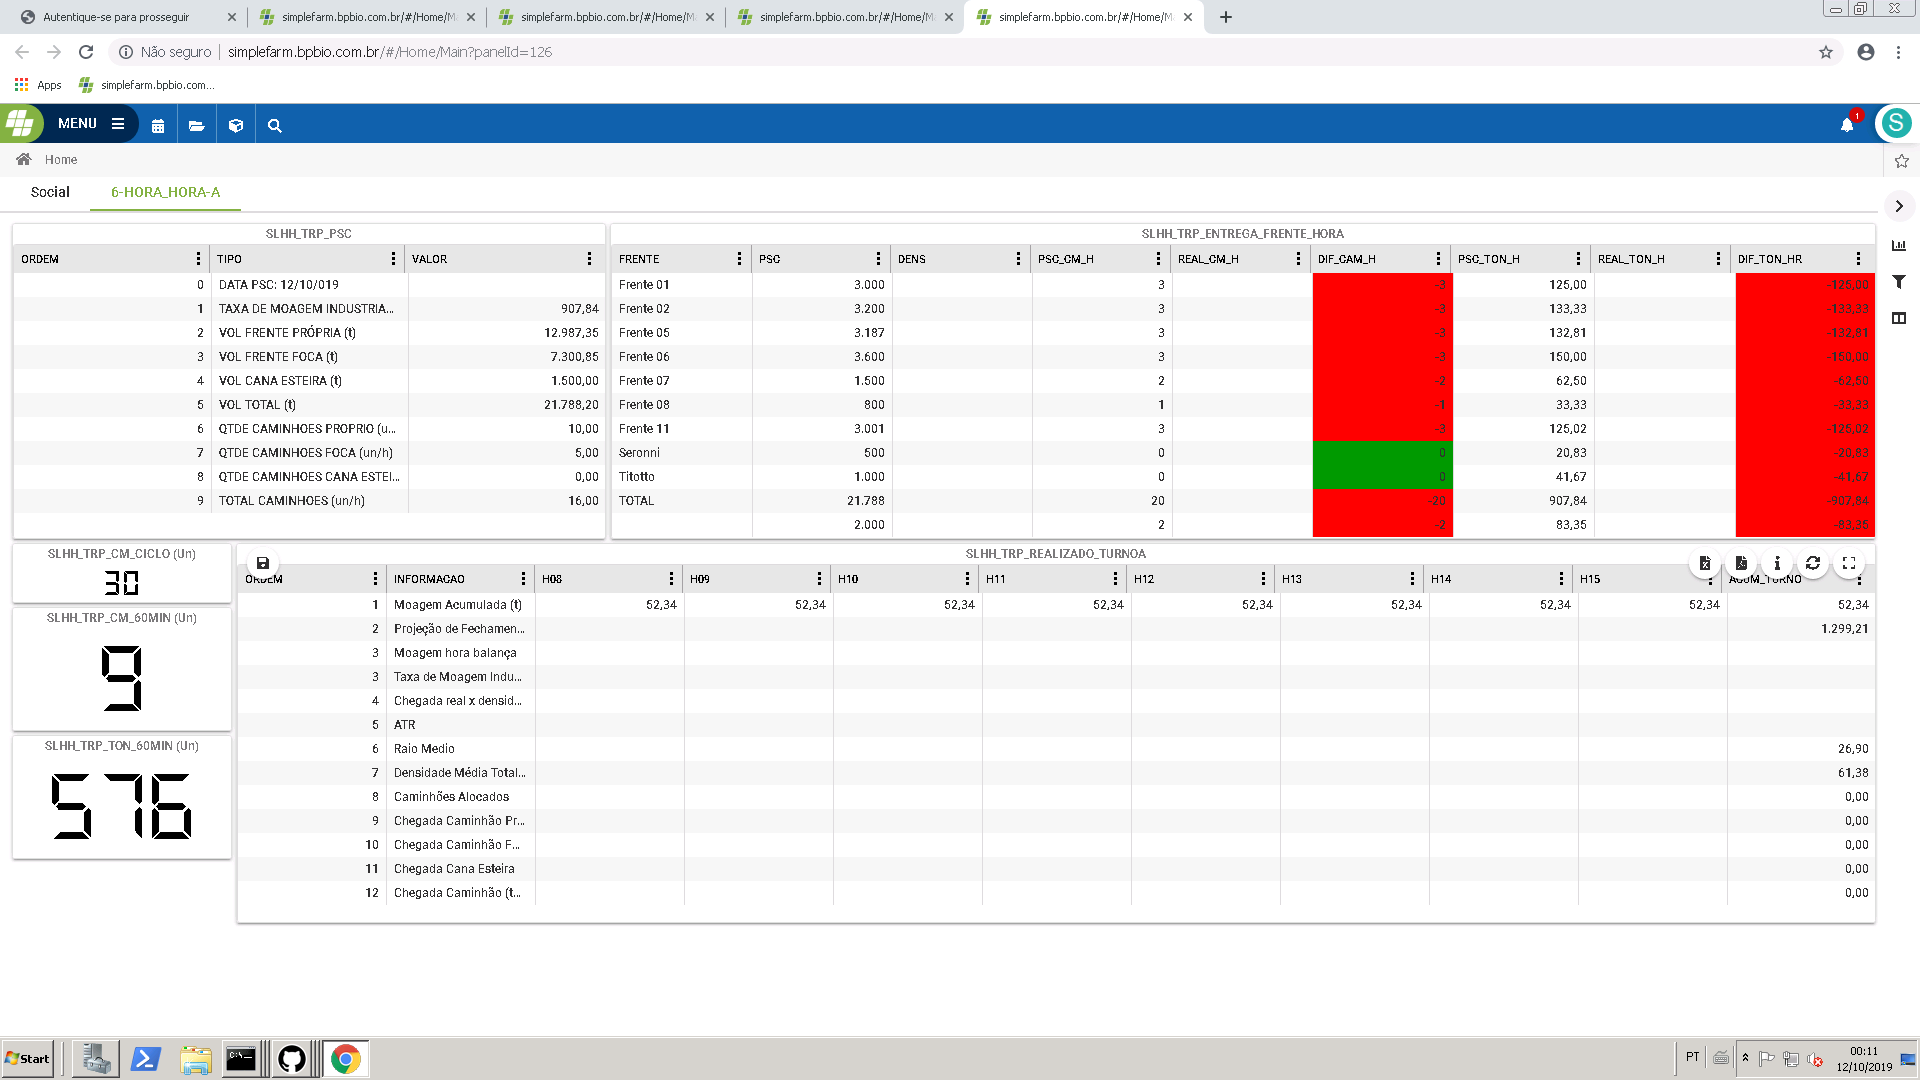 Autentique-se para prosseguir
simplefarm.bpbio.com.br/#/Home/M
simplefarm.bpbio.com.br/#/Home/M
simplefarm.bpbio.com.br/#/Home/M
simplefarm.bpbio.com.br/#/Home/M
Não seguro simplefarm.bpbio.com.br/#/Home/Main?panelId=126
Apps simplefarm.bpbio.com...
MENU 1 S
Home
Social 6-HORA_HORA-A
SLHH_TRP_PSC
ORDEM TIPO VALOR
0 DATA PSC: 12/10/019
1 TAXA DE MOAGEM INDUSTRIA... 907,84
2 VOL FRENTE PRÓPRIA (t) 12.987,35
3 VOL FRENTE FOCA (t) 7.300,85
4 VOL CANA ESTEIRA (t) 1.500,00
5 VOL TOTAL (t) 21.788,20
6 QTDE CAMINHOES PROPRIO (u... 10,00
7 QTDE CAMINHOES FOCA (un/h) 5,00
8 QTDE CAMINHOES CANA ESTEI... 0,00
9 TOTAL CAMINHOES (un/h) 16,00
SLHH_TRP_ENTREGA_FRENTE_HORA
FRENTE PSC DENS PSC_CM_H REAL_CM_H DIF_CAM_H PSC_TON_H REAL_TON_H DIF_TON_HR
Frente 01 3.000 3 -3 125,00 -125,00
Frente 02 3.200 3 -3 133,33 -133,33
Frente 05 3.187 3 -3 132,81 -132,81
Frente 06 3.600 3 -3 150,00 -150,00
Frente 07 1.500 2 -2 62,50 -62,50
Frente 08 800 1 -1 33,33 -33,33
Frente 11 3.001 3 -3 125,02 -125,02
Seronni 500 0 0 20,83 -20,83
Titotto 1.000 0 0 41,67 -41,67
TOTAL 21.788 20 -20 907,84 -907,84
2.000 2 -2 83,35 -83,35
SLHH_TRP_CM_CICLO (Un)
30
SLHH_TRP_CM_60MIN (Un)
9
SLHH_TRP_TON_60MIN (Un)
576
SLHH_TRP_REALIZADO_TURNOA
ORDEM INFORMACAO H08 H09 H10 H11 H12 H13 H14 H15 ACUM_TURNO
1 Moagem Acumulada (t) 52,34 52,34 52,34 52,34 52,34 52,34 52,34 52,34 52,34
2 Projeção de Fechamen... 1.299,21
3 Moagem hora balança
3 Taxa de Moagem Indu...
4 Chegada real x densid...
5 ATR
6 Raio Medio 26,90
7 Densidade Média Total... 61,38
8 Caminhões Alocados 0,00
9 Chegada Caminhão Pr... 0,00
10 Chegada Caminhão F... 0,00
11 Chegada Cana Esteira 0,00
12 Chegada Caminhão (t... 0,00
Start PT 00:11
12/10/2019